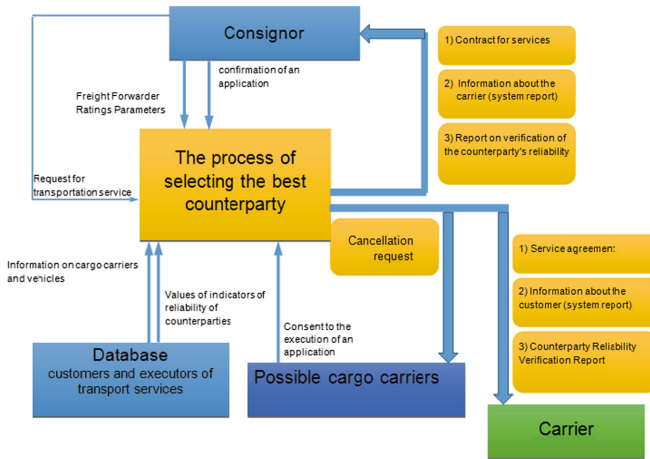 Consignor
1) Contract for services
2) Information about the
carrier (system report)
3) Report on verification of
the counterparty's reliability
confirmation of an
application
Freight Forwarder
Ratings Parameters
The process of
selecting the best
counterparty
Request for
transportation service
Cancellation
request
1) Service agreement
2) Information about the
customer (system report)
3) Counterparty Reliability
Verification Report
Information on cargo carriers
and vehicles
Values of indicators of
reliability of
counterparties
Consent to the
execution of an
application
Database
customers and executors of
transport services
Possible cargo carriers
Carrier